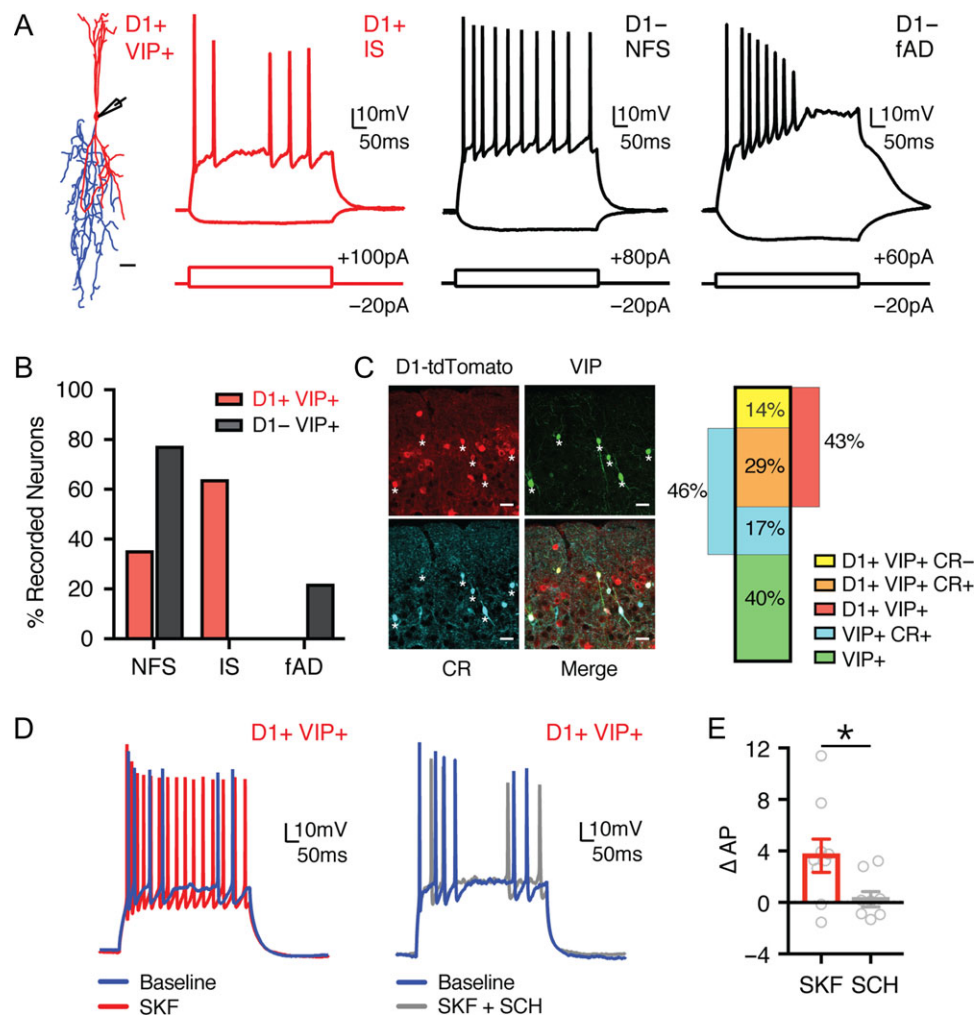 A
D1+
VIP+
D1+
IS
10mV
50ms
+100pA
−20pA
D1−
NFS
10mV
50ms
+80pA
−20pA
D1−
fAD
10mV
50ms
+60pA
−20pA
B
% Recorded Neurons
100
80
60
40
20
0
D1+ VIP+
D1− VIP+
NFS
IS
fAD
C
D1-tdTomato
VIP
CR
Merge
14%
29%
17%
40%
43%
46%
D1+ VIP+ CR−
D1+ VIP+ CR+
D1+ VIP+
VIP+ CR+
VIP+
D
D1+ VIP+
10mV
50ms
Baseline
SKF
D1+ VIP+
10mV
50ms
Baseline
SKF + SCH
E
*
Δ AP
12
8
4
0
−4
SKF
SCH